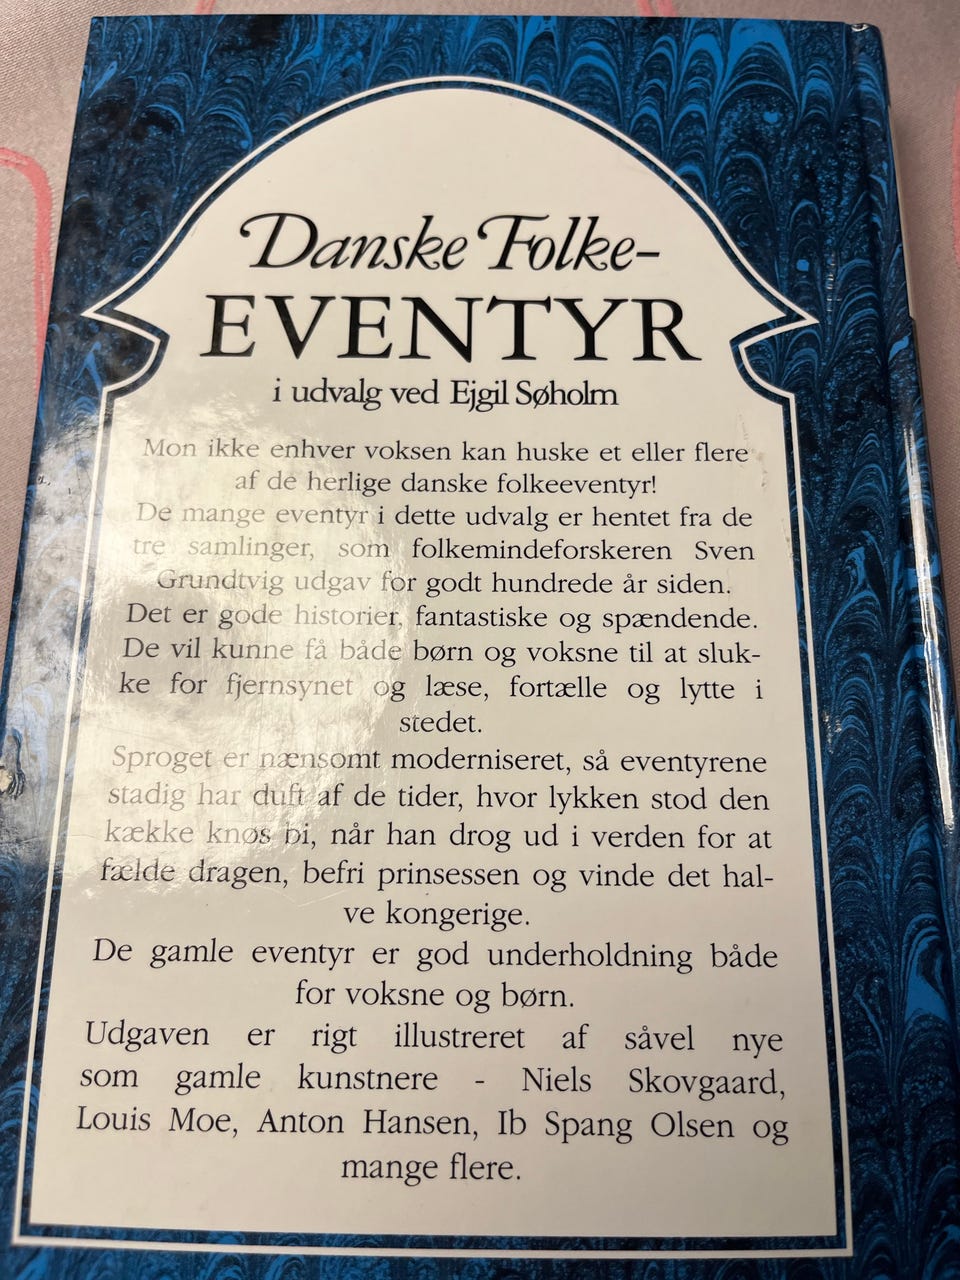 Danske Folke-
EVENTYR
i udvalg ved Ejgil Søholm
Mon ikke enhver voksen kan huske et eller flere
af de herlige danske folkeeventyr!
De mange eventyr i dette udvalg er hentet fra de
tre samlinger, som folkemindeforskeren Sven
Grundtvig udgav for godt hundrede år siden.
Det er gode historier, fantastiske og spændende.
De vil kunne få både børn og voksne til at sluk-
ke for fjernsynet og læse, fortælle og lytte i
stedet.
Sproget er nænsomt moderniseret, så eventyrene
stadig har duft af de tider, hvor lykken stod den
kække knøs bi, når han drog ud i verden for at
fælde dragen, befri prinsessen og vinde det hal-
ve kongerige.
De gamle eventyr er god underholdning både
for voksne og børn.
Udgaven er rigt illustreret af såvel nye
som gamle kunstnere - Niels Skovgaard,
Louis Moe, Anton Hansen, Ib Spang Olsen og
mange flere.